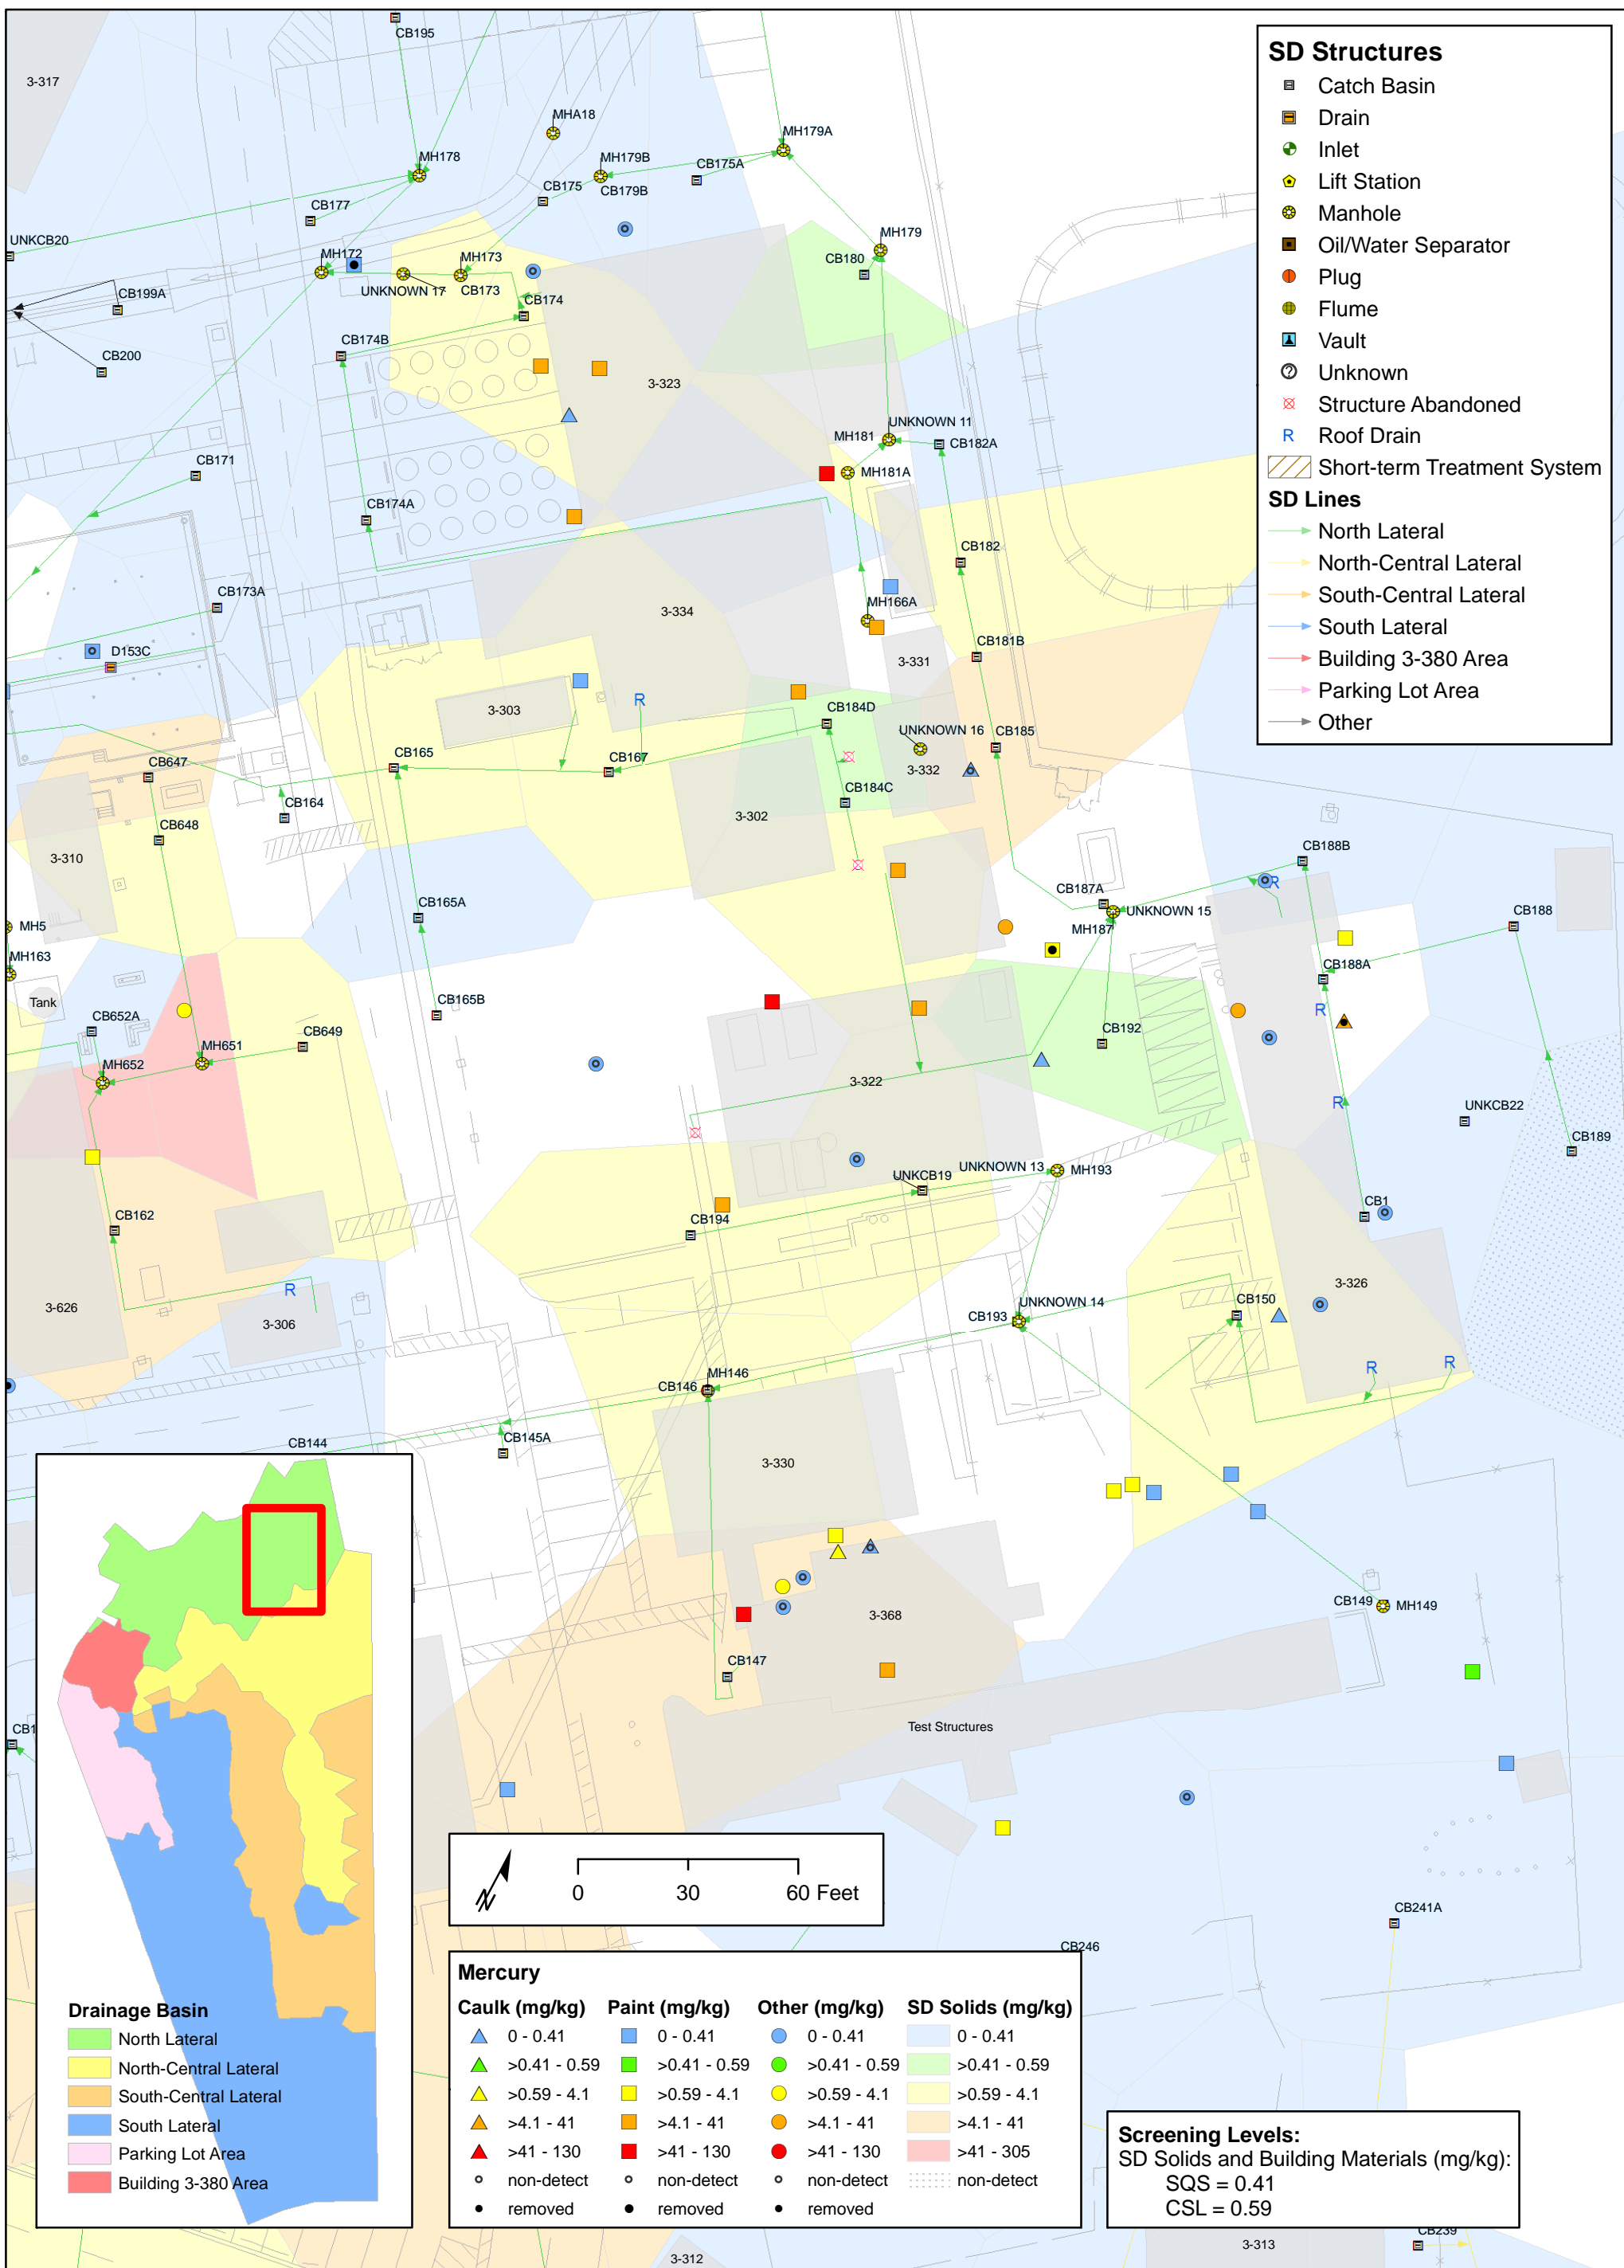 CB195
3-317
MHA18
MH179A
MH178
MH179B
CB175A
CB175
CB179B
CB177
UNKCB20
MH179
MH172
MH173
CB180
UNKNOWN 17
CB173
CB199A
CB174
CB174B
CB200
3-323
UNKNOWN 11
MH181
CB182A
CB171
MH181A
CB174A
CB182
CB173A
MH166A
3-334
CB181B
D153C
3-331
R
3-303
CB184D
UNKNOWN 16
CB185
CB165
CB167
3-332
CB647
CB164
CB184C
3-302
CB648
3-310
CB188B
R
CB187A
UNKNOWN 15
MH187
CB165A
CB188
MH5
MH163
CB188A
Tank
CB165B
R
CB652A
CB649
MH651
CB192
MH652
3-322
R
UNKCB22
CB189
UNKNOWN 13
MH193
UNKCB19
CB1
CB162
CB194
R
3-626
3-306
3-326
UNKNOWN 14
CB193
CB150
R
R
MH146
CB146
CB144
CB145A
3-330
CB149
MH149
3-368
CB147
Test Structures
CB1
CB241A
CB246
CB239
3-313
3-312
SD Structures
Catch Basin
Drain
Inlet
Lift Station
Manhole
Oil/Water Separator
Plug
Flume
Vault
Unknown
Structure Abandoned
R Roof Drain
Short-term Treatment System
SD Lines
North Lateral
North-Central Lateral
South-Central Lateral
South Lateral
Building 3-380 Area
Parking Lot Area
Other
Drainage Basin
North Lateral
North-Central Lateral
South-Central Lateral
South Lateral
Parking Lot Area
Building 3-380 Area
N
0 30 60 Feet
Mercury
Caulk (mg/kg) Paint (mg/kg) Other (mg/kg) SD Solids (mg/kg)
0 - 0.41 0 - 0.41 0 - 0.41 0 - 0.41
>0.41 - 0.59 >0.41 - 0.59 >0.41 - 0.59 >0.41 - 0.59
>0.59 - 4.1 >0.59 - 4.1 >0.59 - 4.1 >0.59 - 4.1
>4.1 - 41 >4.1 - 41 >4.1 - 41 >4.1 - 41
>41 - 130 >41 - 130 >41 - 130 >41 - 305
non-detect non-detect non-detect non-detect
removed removed removed
Screening Levels:
SD Solids and Building Materials (mg/kg):
SQS = 0.41
CSL = 0.59